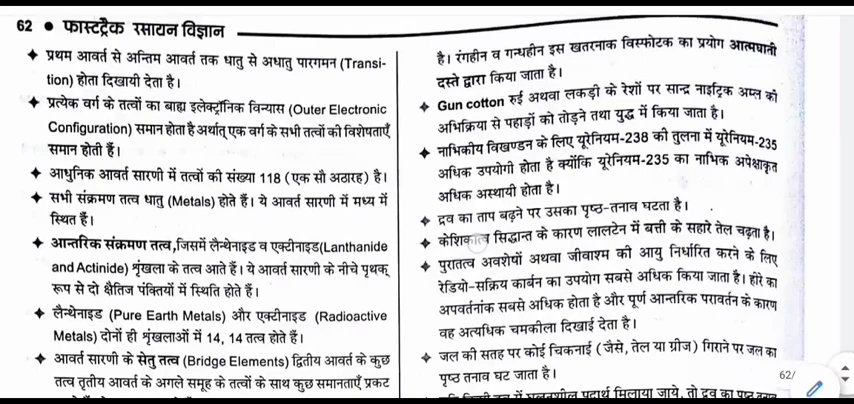 62 ● फास्टट्रैक रसायन विज्ञान
✦ प्रथम आवर्त से अन्तिम आवर्त तक धातु से अधातु पारगमन (Transi-
tion) होता दिखायी देता है।
✦ प्रत्येक वर्ग के तत्वों का बाह्य इलेक्ट्रॉनिक विन्यास (Outer Electronic
Configuration) समान होता है अर्थात् एक वर्ग के सभी तत्वों की विशेषताएँ
समान होती हैं।
✦ आधुनिक आवर्त सारणी में तत्वों की संख्या 118 (एक सौ अठारह) है।
✦ सभी संक्रमण तत्व धातु (Metals) होते हैं। ये आवर्त सारणी में मध्य में
स्थित हैं।
✦ आन्तरिक संक्रमण तत्व,जिसमें लैन्थेनाइड व एक्टीनाइड(Lanthanide
and Actinide) शृंखला के तत्व आते हैं। ये आवर्त सारणी के नीचे पृथक्
रूप से दो क्षैतिज पंक्तियों में स्थिति होते हैं।
✦ लैन्थेनाइड (Pure Earth Metals) और एक्टीनाइड (Radioactive
Metals) दोनों ही शृंखलाओं में 14, 14 तत्व होते हैं।
✦ आवर्त सारणी के सेतु तत्व (Bridge Elements) द्वितीय आवर्त के कुछ
तत्व तृतीय आवर्त के अगले समूह के तत्वों के साथ कुछ समानताएँ प्रकट
है। रंगहीन व गन्धहीन इस खतरनाक विस्फोटक का प्रयोग आत्मघाती
दस्ते द्वारा किया जाता है।
✦ Gun cotton रुई अथवा लकड़ी के रेशों पर सान्द्र नाइट्रिक अम्ल की
अभिक्रिया से पहाड़ों को तोड़ने तथा युद्ध में किया जाता है।
✦ नाभिकीय विखण्डन के लिए यूरेनियम-238 की तुलना में यूरेनियम-235
अधिक उपयोगी होता है क्योंकि यूरेनियम-235 का नाभिक अपेक्षाकृत
अधिक अस्थायी होता है।
✦ द्रव का ताप बढ़ने पर उसका पृष्ठ-तनाव घटता है।
✦ केशिकात्व सिद्धान्त के कारण लालटेन में बत्ती के सहारे तेल चढ़ता है।
✦ पुरातत्व अवशेषों अथवा जीवाश्म की आयु निर्धारित करने के लिए
रेडियो-सक्रिय कार्बन का उपयोग सबसे अधिक किया जाता है। हीरे का
अपवर्तनांक सबसे अधिक होता है और पूर्ण आन्तरिक परावर्तन के कारण
वह अत्यधिक चमकीला दिखाई देता है।
✦ जल की सतह पर कोई चिकनाई (जैसे, तेल या ग्रीज) गिराने पर जल का
पृष्ठ तनाव घट जाता है।
में घुलनशील पदार्थ मिलाया जाये, तो द्रव का पृष्ठ तनाव
62/